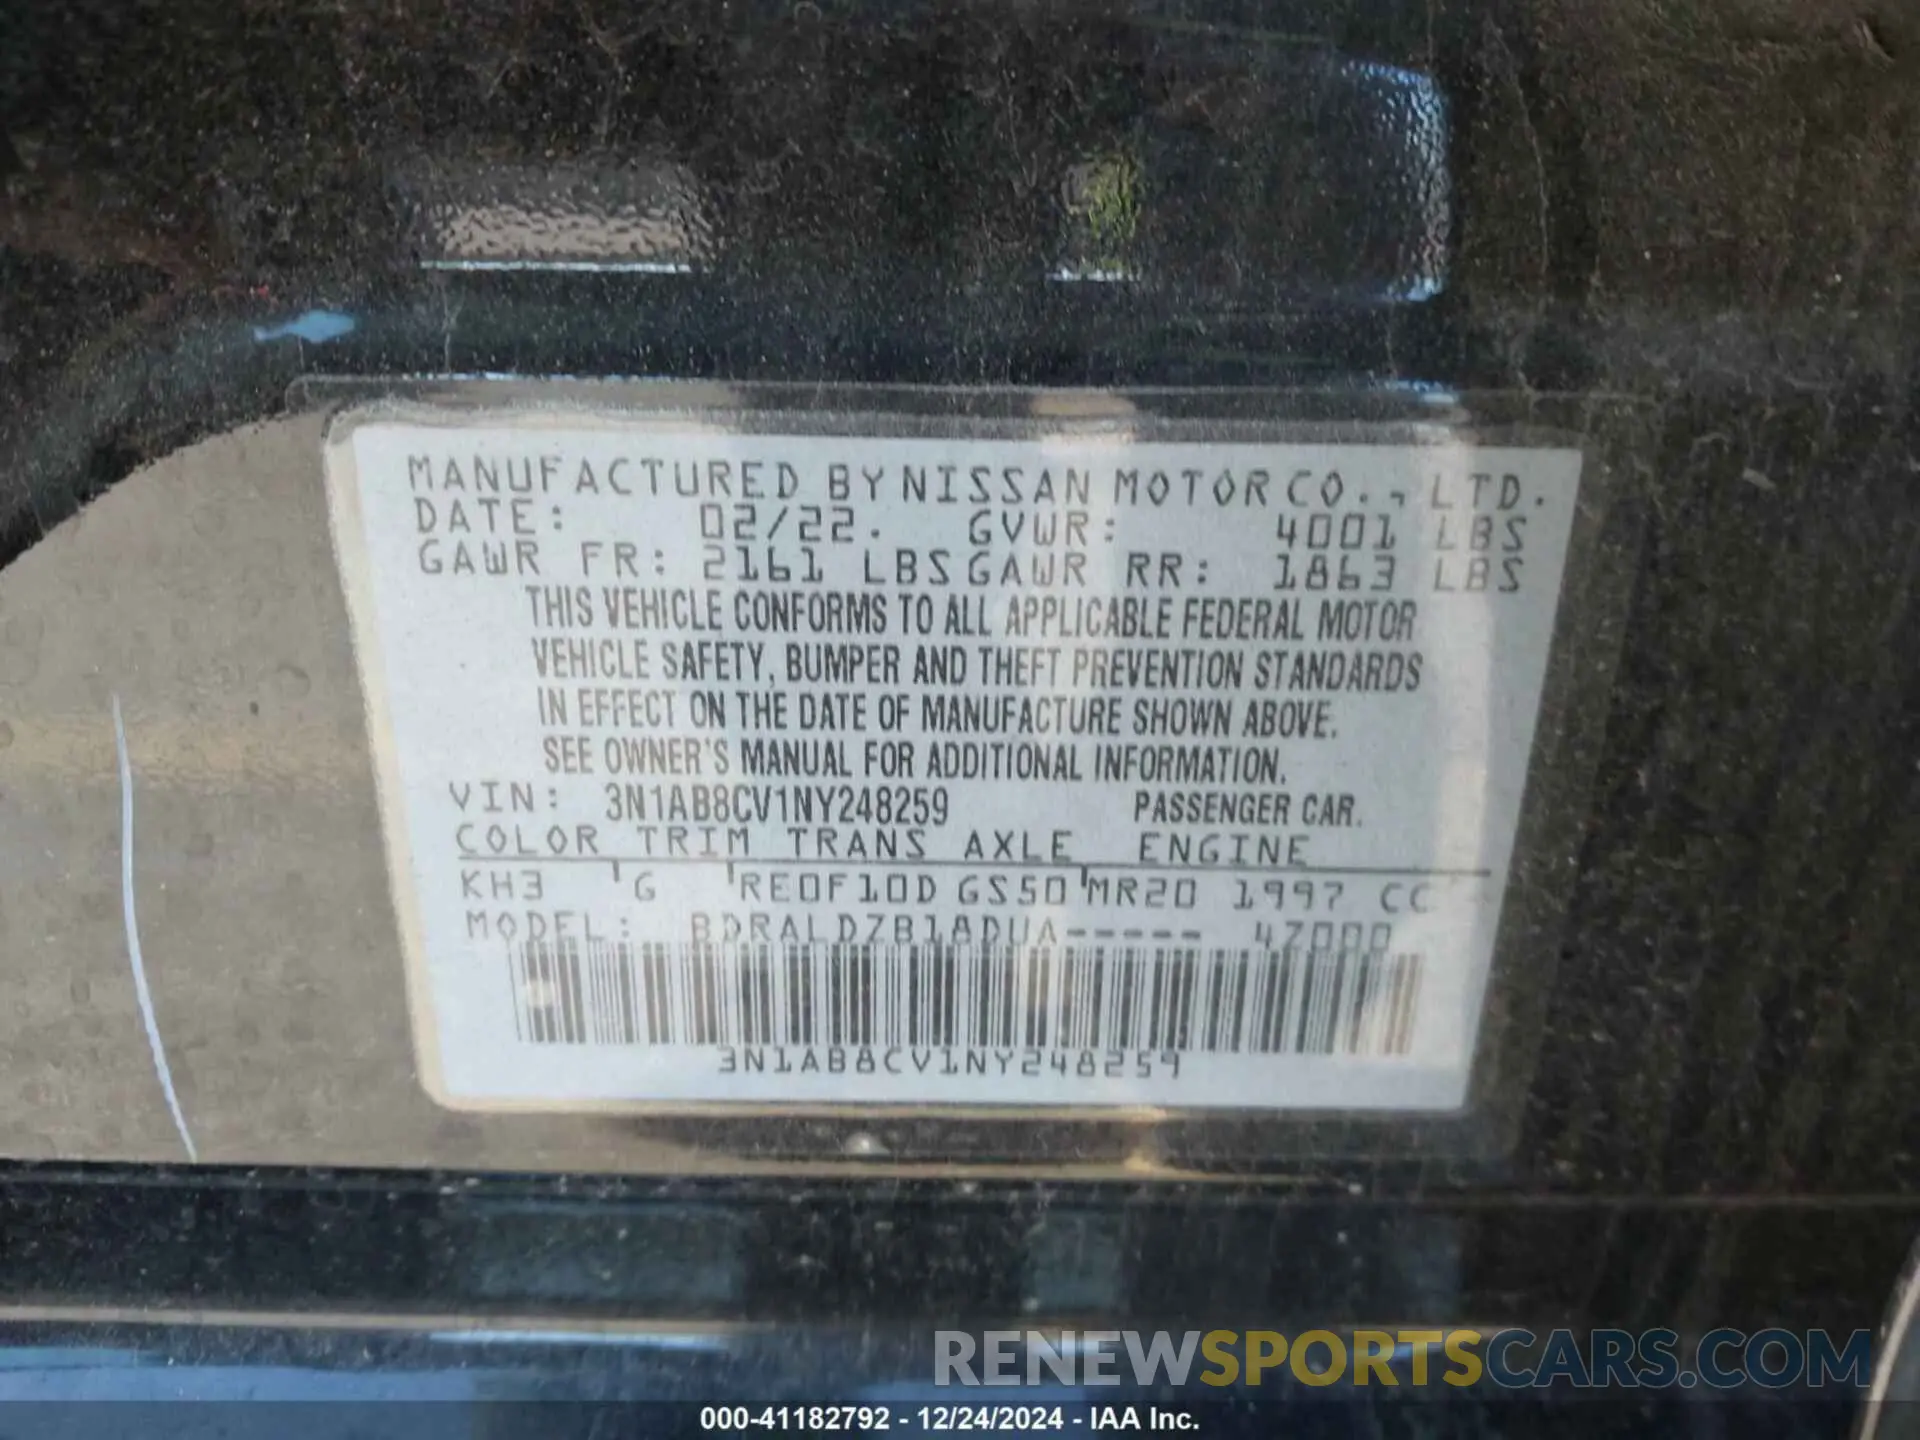 MANUFACTURED BY NISSAN MOTOR CO., LTD.
DATE: 02/22. GVWR: 4001 LBS
GAWR FR: 2161 LBS GAWR RR: 1863 LBS
THIS VEHICLE CONFORMS TO ALL APPLICABLE FEDERAL MOTOR
VEHICLE SAFETY, BUMPER AND THEFT PREVENTION STANDARDS
IN EFFECT ON THE DATE OF MANUFACTURE SHOWN ABOVE.
SEE OWNER'S MANUAL FOR ADDITIONAL INFORMATION.
VIN: 3N1AB8CV1NY248259 PASSENGER CAR.
COLOR TRIM TRANS AXLE ENGINE
KH3 G RE0F10D GS50 MR20 1997 CC
MODEL: BDRALDZB18DUA----- 47000
3N1AB8CV1NY248259
RENEWSPORTSCARS.COM
000-41182792 - 12/24/2024 - IAA Inc.